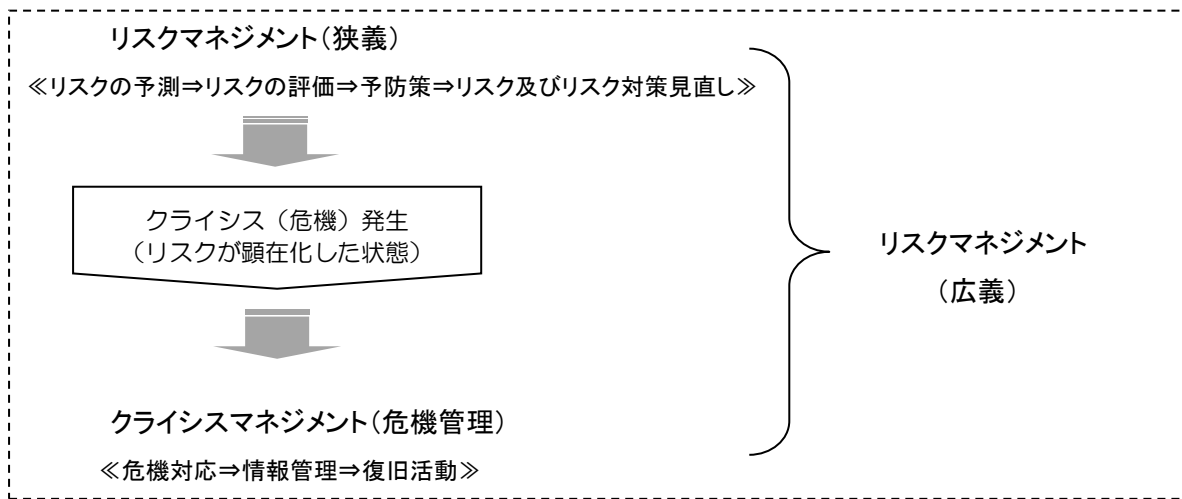 リスクマネジメント（狭義）
≪リスクの予測⇒リスクの評価⇒予防策⇒リスク及びリスク対策見直し≫
クライシス（危機）発生
（リスクが顕在化した状態）
リスクマネジメント
（広義）
クライシスマネジメント（危機管理）
≪危機対応⇒情報管理⇒復旧活動≫